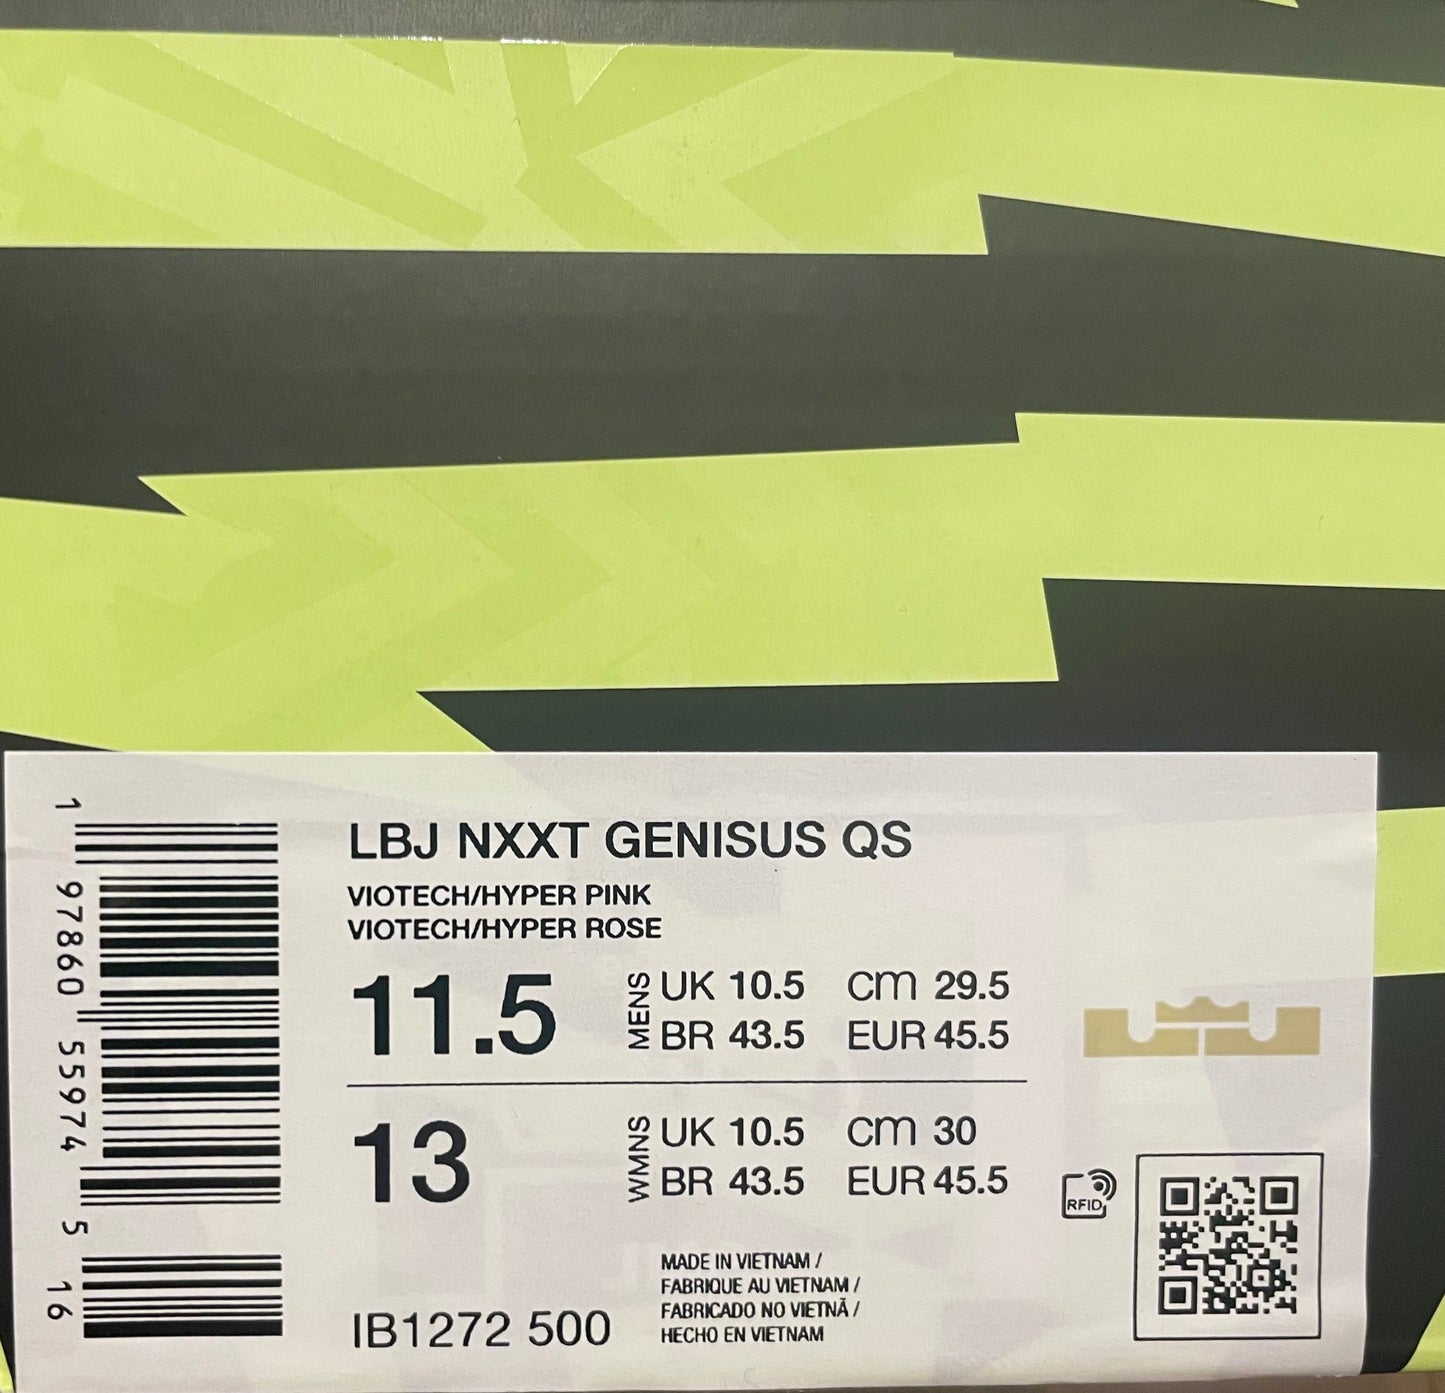 LBJ NXXT GENISUS QS
VIOTECH/HYPER PINK
VIOTECH/HYPER ROSE
11.5 MENS UK 10.5 CM 29.5
BR 43.5 EUR 45.5
13 WMNS UK 10.5 CM 30
BR 43.5 EUR 45.5
RFID
MADE IN VIETNAM /
FABRIQUE AU VIETNAM /
FABRICADO NO VIETNÃ /
HECHO EN VIETNAM
IB1272 500
1 97860 55974 5 16